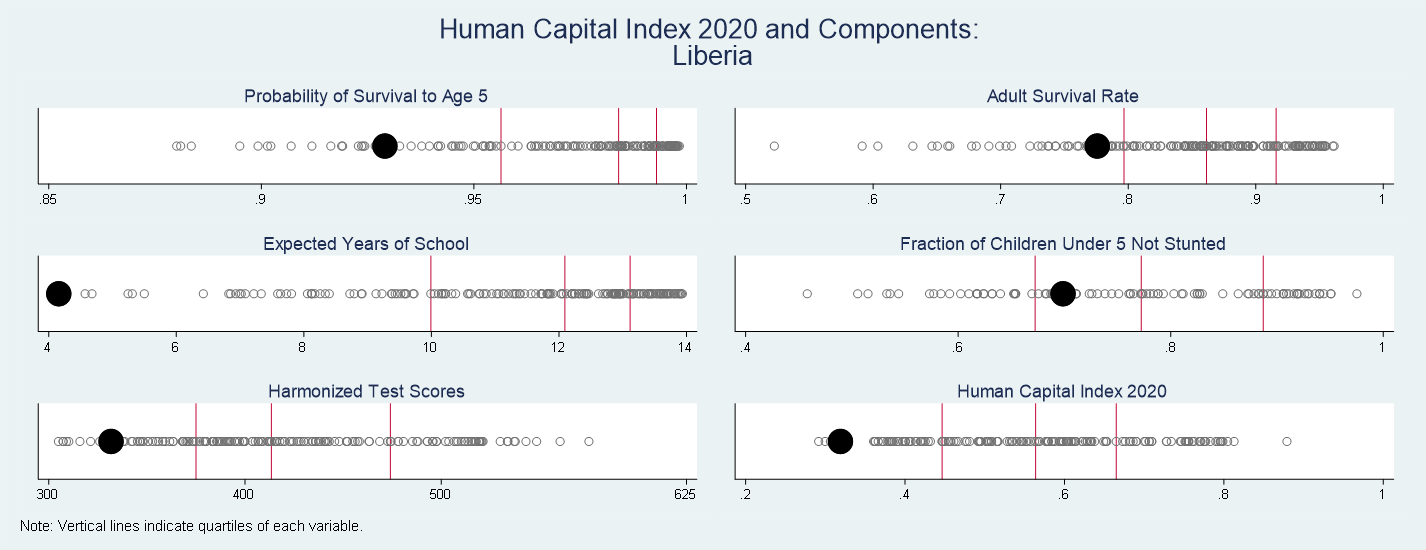 Human Capital Index 2020 and Components:
Liberia
Probability of Survival to Age 5
.85 .9 .95 1
Adult Survival Rate
.5 .6 .7 .8 .9 1
Expected Years of School
4 6 8 10 12 14
Fraction of Children Under 5 Not Stunted
.4 .6 .8 1
Harmonized Test Scores
300 400 500 625
Human Capital Index 2020
.2 .4 .6 .8 1
Note: Vertical lines indicate quartiles of each variable.